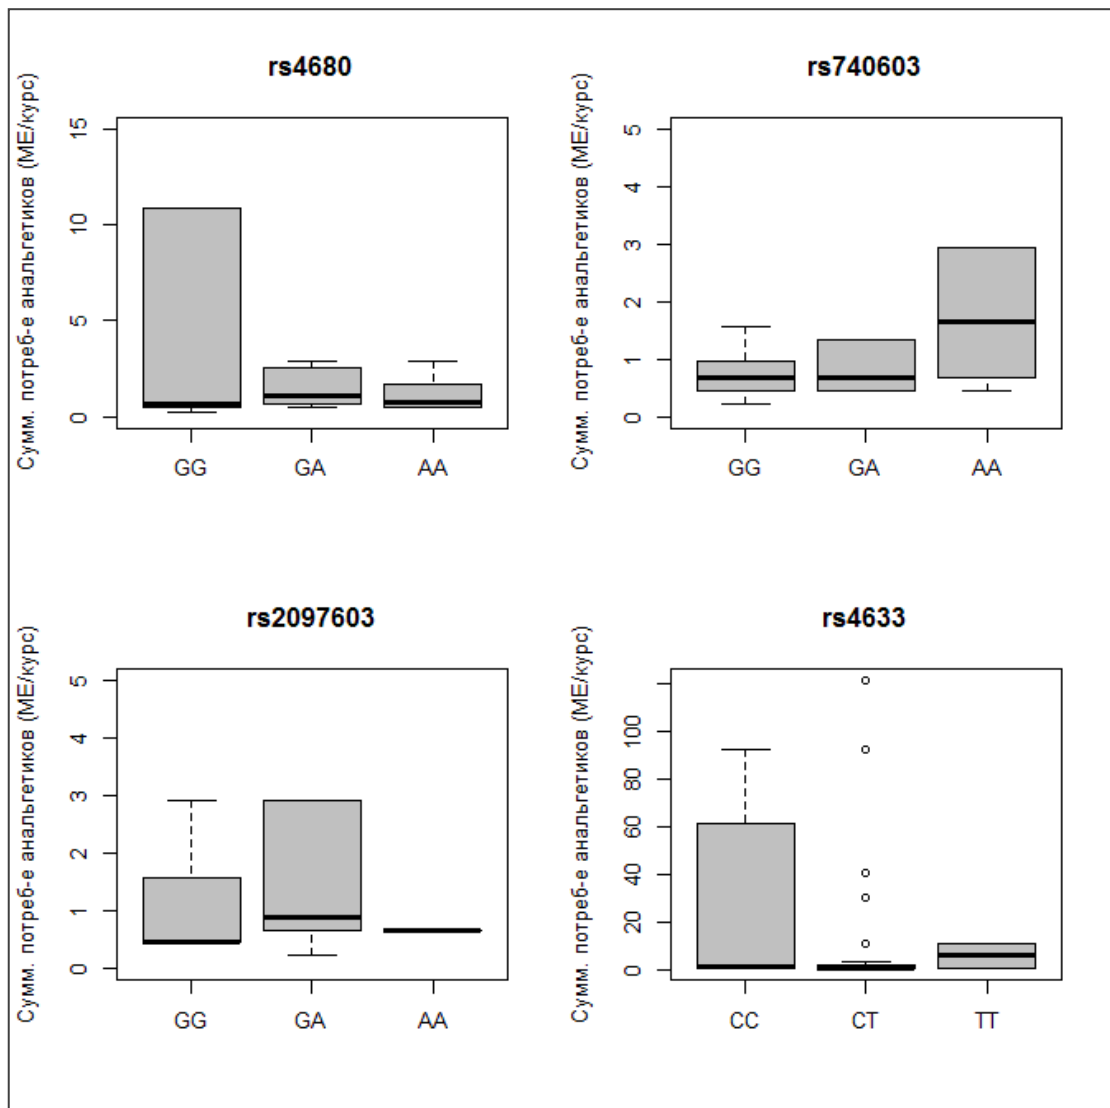 rs4680
Сумм. потреб-е анальгетиков (МЕ/курс)
15
10
5
0
GG GA AA
rs740603
Сумм. потреб-е анальгетиков (МЕ/курс)
5
4
3
2
1
0
GG GA AA
rs2097603
Сумм. потреб-е анальгетиков (МЕ/курс)
5
4
3
2
1
0
GG GA AA
rs4633
Сумм. потреб-е анальгетиков (МЕ/курс)
100
80
60
40
20
0
CC CT TT